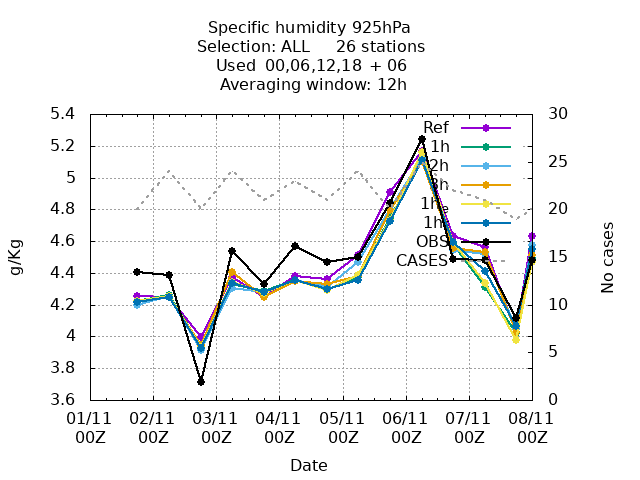 Specific humidity 925hPa
Selection: ALL 26 stations
Used 00,06,12,18 + 06
Averaging window: 12h
5.4
5.2
5
4.8
4.6
4.4
4.2
4
3.8
3.6
g/Kg
30
25
20
15
10
5
0
No cases
Ref
1h
2h
3h
OBS
CASES
01/11 02/11 03/11 04/11 05/11 06/11 07/11 08/11
00Z 00Z 00Z 00Z 00Z 00Z 00Z 00Z
Date